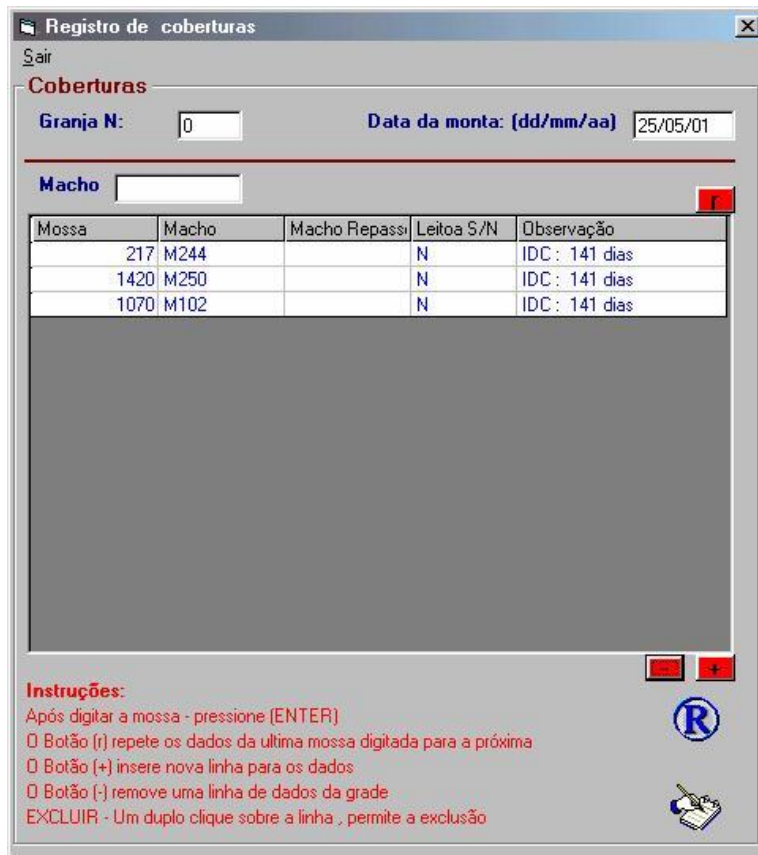 Registro de coberturas
Sair
Coberturas
Granja N: 0 Data da monta: (dd/mm/aa) 25/05/01
Macho
r
Mossa Macho Macho Repass Leitoa S/N Observação
217 M244 N IDC : 141 dias
1420 M250 N IDC : 141 dias
1070 M102 N IDC : 141 dias
- +
Instruções:
Após digitar a mossa - pressione (ENTER)
O Botão (r) repete os dados da ultima mossa digitada para a próxima
O Botão (+) insere nova linha para os dados
O Botão (-) remove uma linha de dados da grade
EXCLUIR - Um duplo clique sobre a linha , permite a exclusão
®